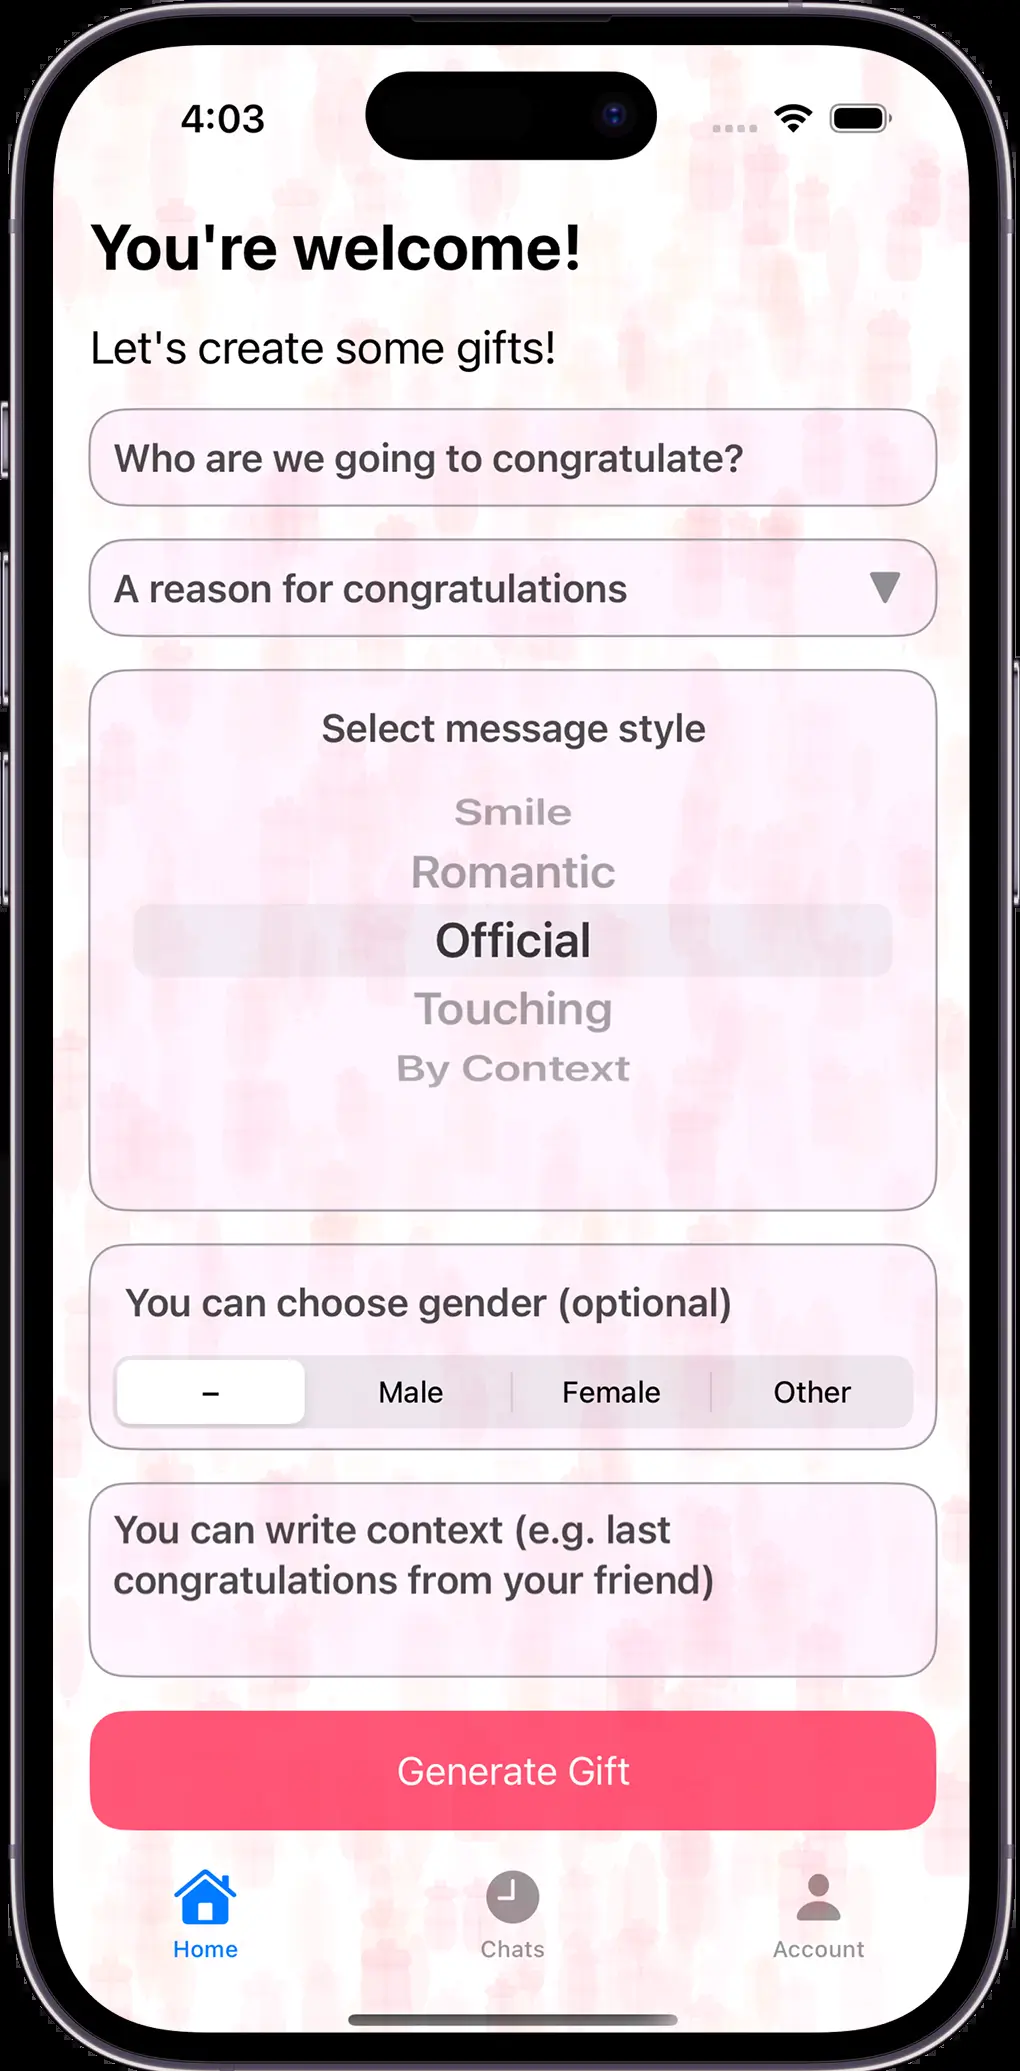 4:03
You're welcome!
Let's create some gifts!
Who are we going to congratulate?
A reason for congratulations
Select message style
Smile
Romantic
Official
Touching
By Context
You can choose gender (optional)
– Male Female Other
You can write context (e.g. last
congratulations from your friend)
Generate Gift
Home Chats Account